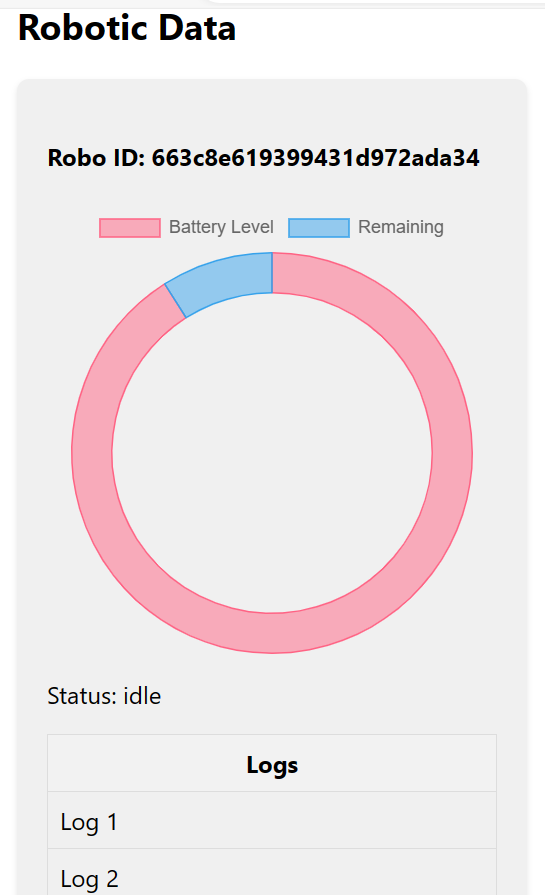 Robotic Data
Robo ID: 663c8e619399431d972ada34
Battery Level Remaining
Status: idle
Logs
Log 1
Log 2